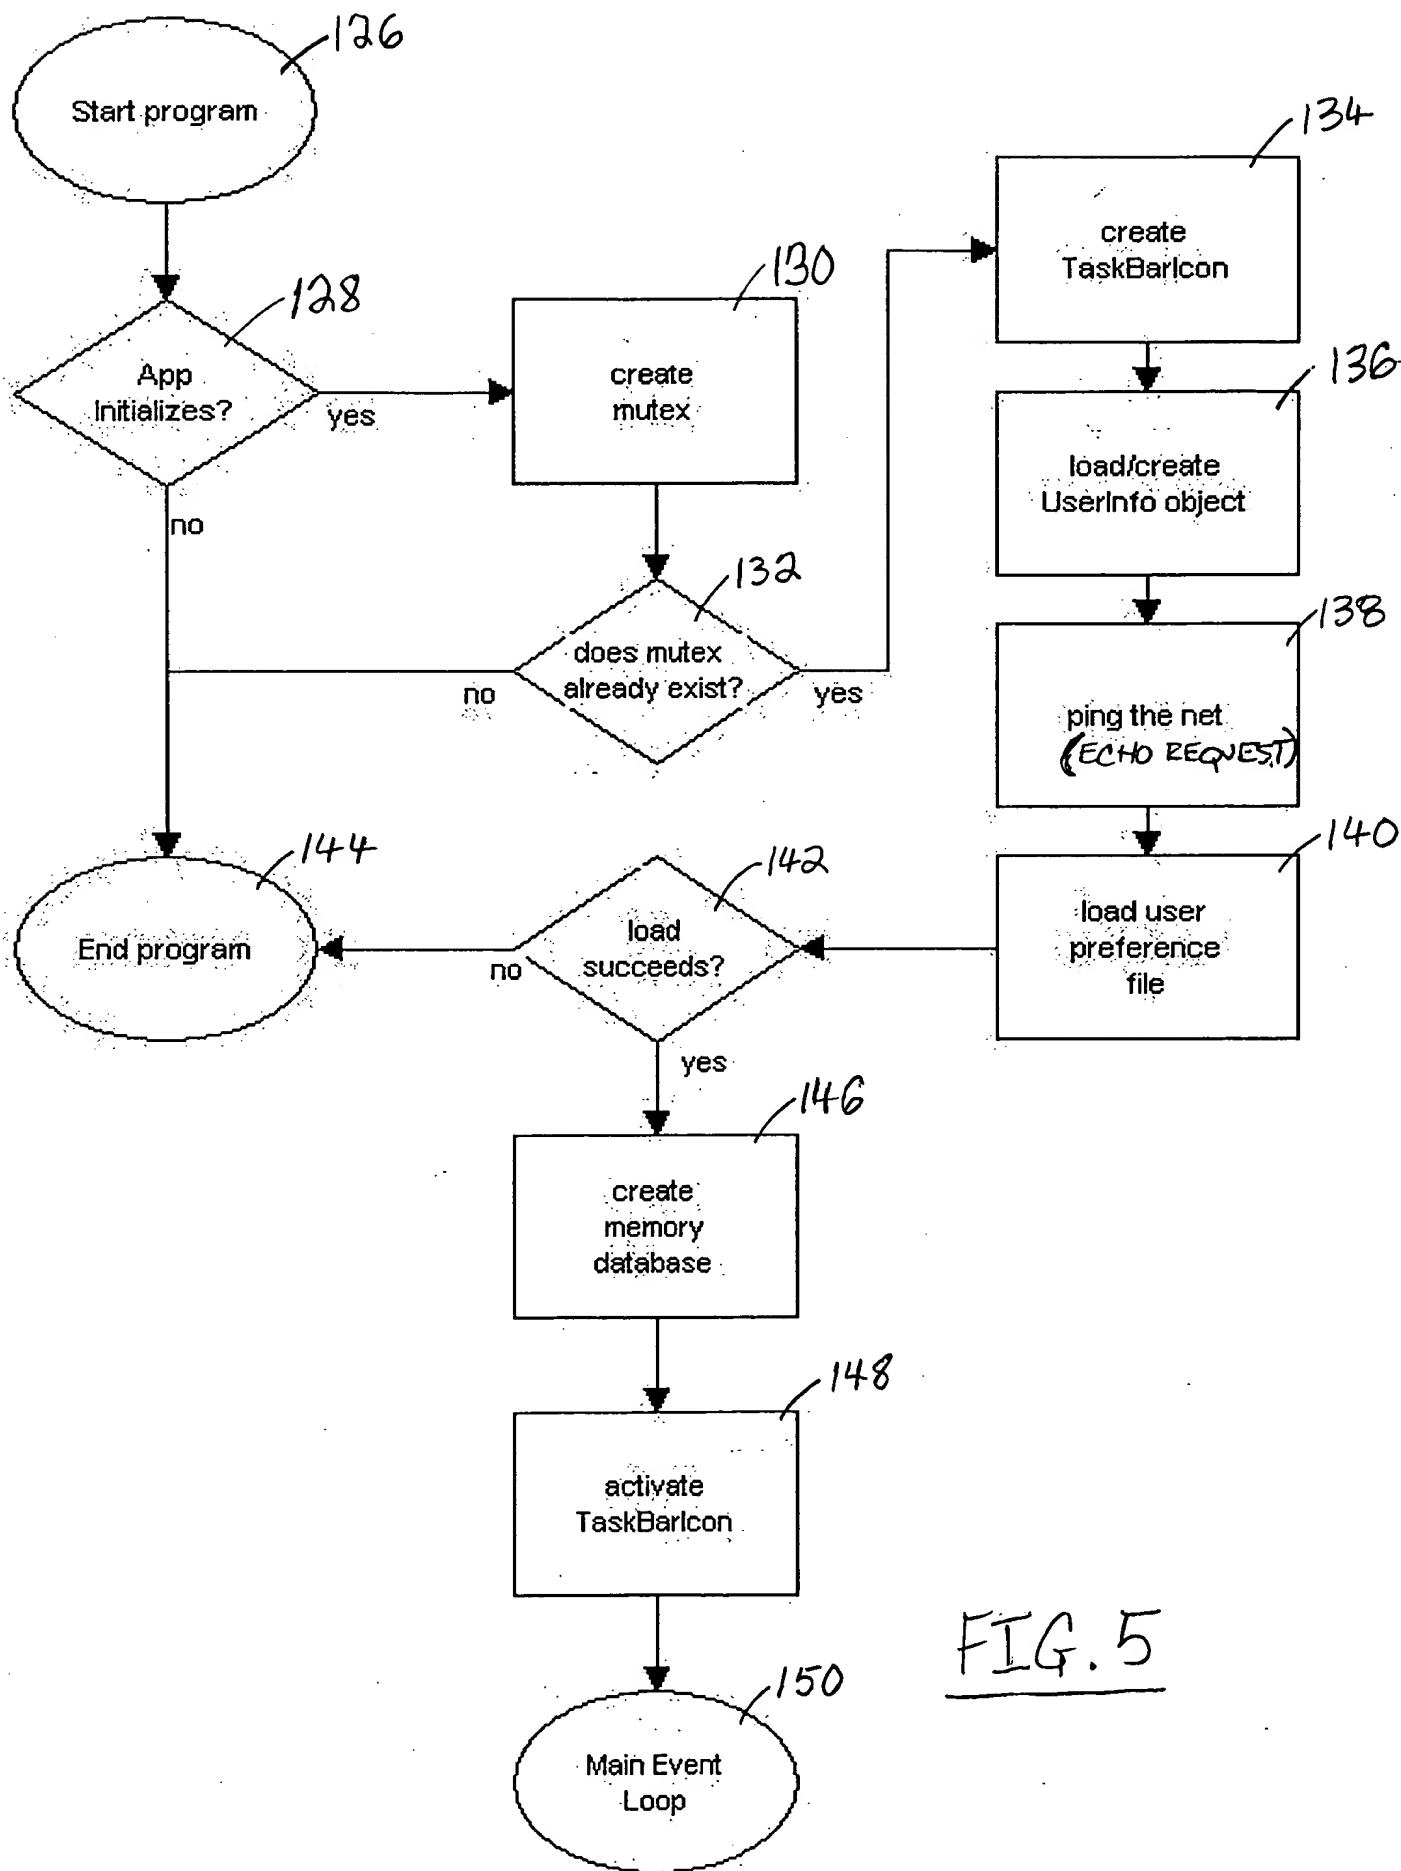 126
Start program
134
create
TaskBarIcon
128
App
Initializes?
yes
no
130
create
mutex
136
load/create
UserInfo object
132
does mutex
already exist?
no
yes
138
ping the net
(ECHO REQUEST)
144
End program
142
load
succeeds?
no
yes
140
load user
preference
file
146
create
memory
database
148
activate
TaskBarIcon
150
Main Event
Loop
FIG. 5